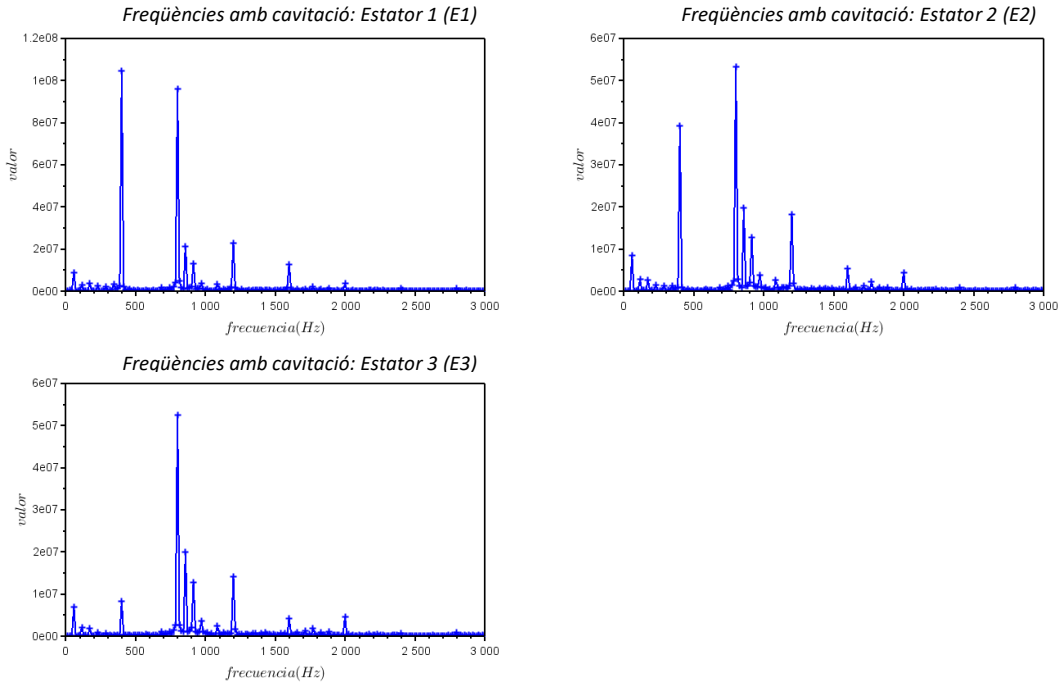 Freqüències amb cavitació: Estator 1 (E1)
1.2e08
1e08
8e07
6e07
4e07
2e07
0e00
valor
0 500 1 000 1 500 2 000 2 500 3 000
frecuencia(Hz)
Freqüències amb cavitació: Estator 2 (E2)
6e07
5e07
4e07
3e07
2e07
1e07
0e00
valor
0 500 1 000 1 500 2 000 2 500 3 000
frecuencia(Hz)
Freqüències amb cavitació: Estator 3 (E3)
6e07
5e07
4e07
3e07
2e07
1e07
0e00
valor
0 500 1 000 1 500 2 000 2 500 3 000
frecuencia(Hz)